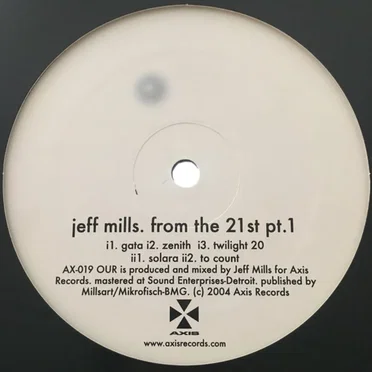 jeff mills. from the 21st pt.1
i1. gata i2. zenith i3. twilight 20
ii1. solara ii2. to count
AX-019 OUR is produced and mixed by Jeff Mills for Axis
Records. mastered at Sound Enterprises-Detroit. published by
Millsart/Mikrofisch-BMG. (c) 2004 Axis Records
AXIS
www.axisrecords.com